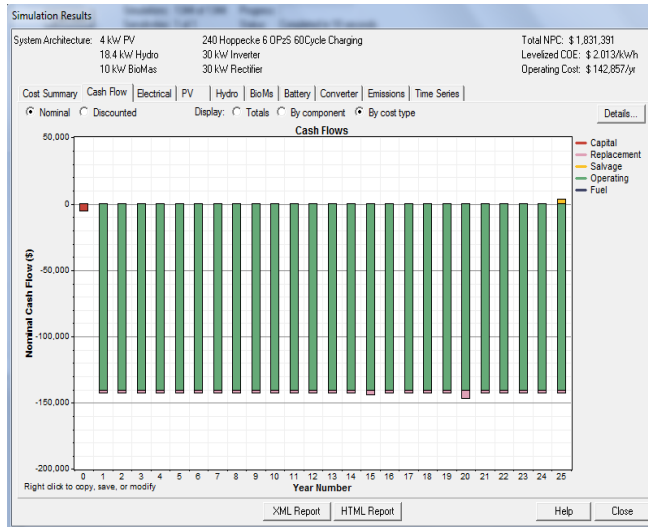 Simulation Results
System Architecture: 4 kW PV 240 Hoppecke 6 OPzS 60Cycle Charging Total NPC: $ 1,831,391
18.4 kW Hydro 30 kW Inverter Levelized COE: $ 2.013/kWh
10 kW BioMas 30 kW Rectifier Operating Cost: $ 142,857/yr
Cost Summary Cash Flow Electrical PV Hydro BioMs Battery Converter Emissions Time Series
Nominal Discounted Display: Totals By component By cost type Details...
Cash Flows
Capital
Replacement
Salvage
Operating
Fuel
Nominal Cash Flow ($)
50,000
0
-50,000
-100,000
-150,000
-200,000
0 1 2 3 4 5 6 7 8 9 10 11 12 13 14 15 16 17 18 19 20 21 22 23 24 25
Right click to copy, save, or modify Year Number
XML Report HTML Report Help Close